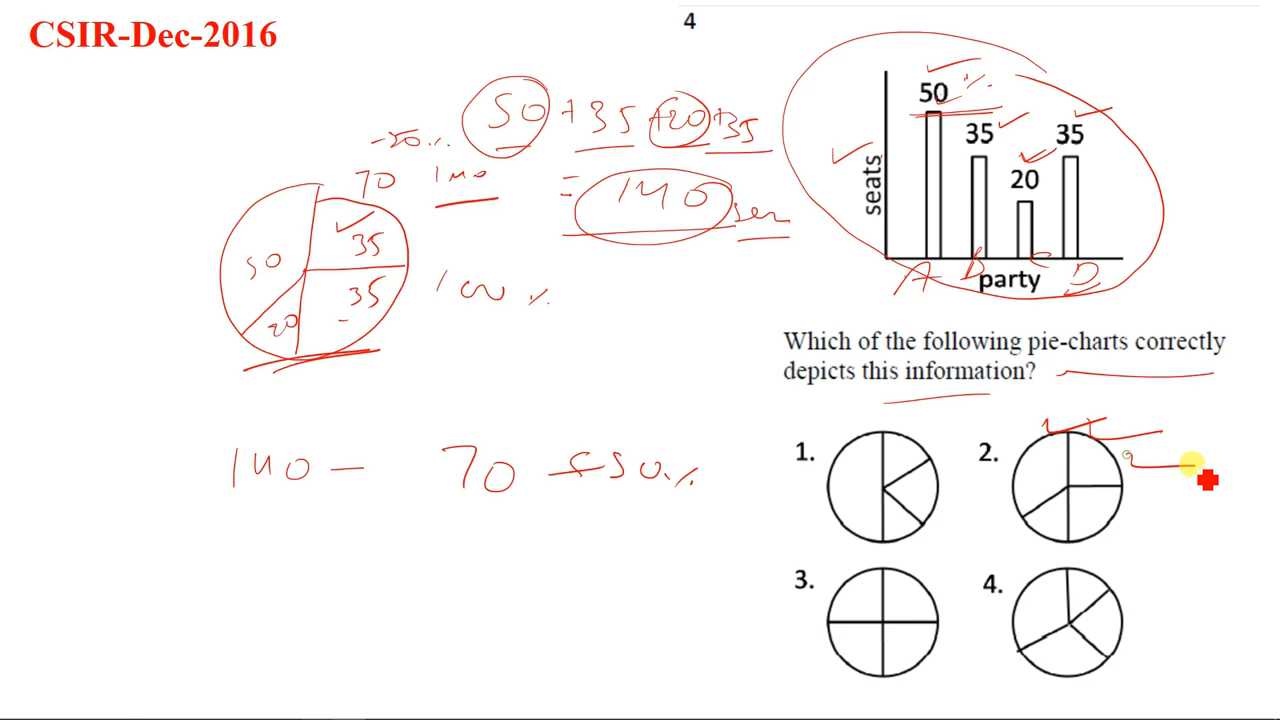 CSIR-Dec-2016
4
50 %
35
20
35
seats
A B C D
party
50 + 35 + 20 + 35
= 140
-50 %
70 140
50 35
35
20
100 %
140 — 70 50 %
Which of the following pie-charts correctly
depicts this information?
1. 2.
3. 4.